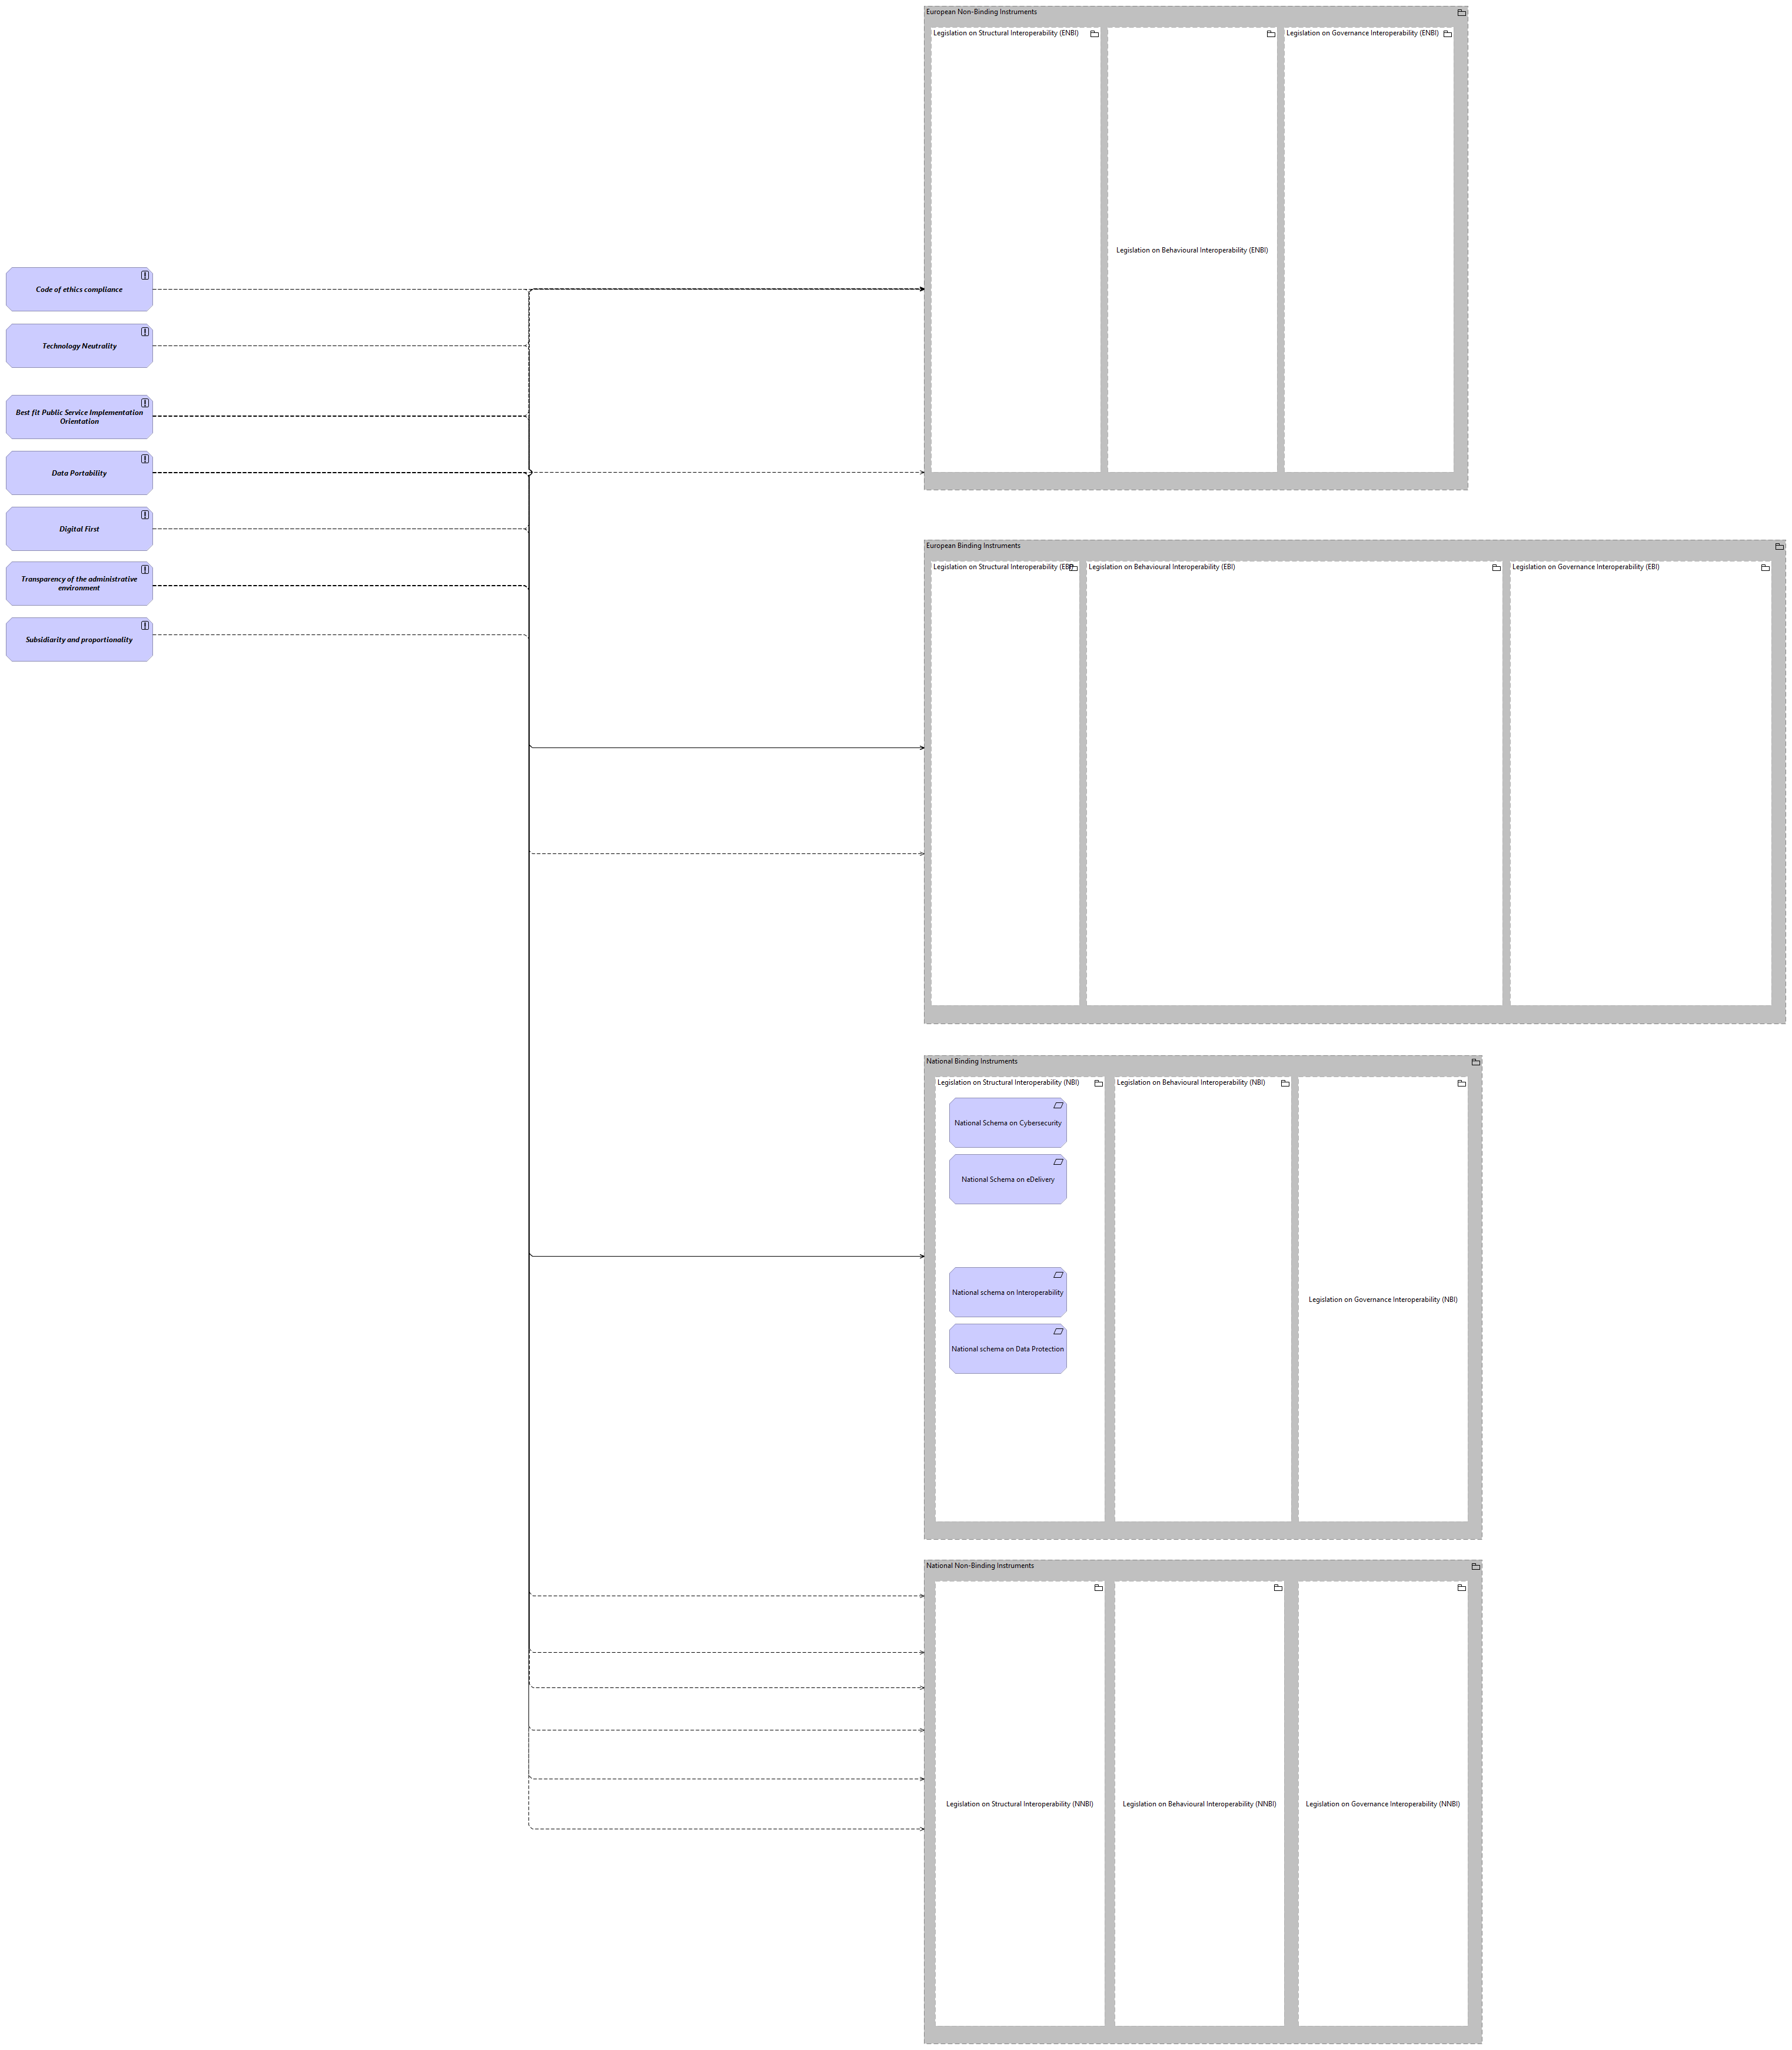 European Non-Binding Instruments
Legislation on Structural Interoperability (ENBI)
Legislation on Governance Interoperability (ENBI)
Legislation on Behavioural Interoperability (ENBI)
Code of ethics compliance
Technology Neutrality
Best fit Public Service Implementation
Orientation
Data Portability
Digital First
Transparency of the administrative
environment
Subsidiarity and proportionality
European Binding Instruments
Legislation on Structural Interoperability (EBI)
Legislation on Behavioural Interoperability (EBI)
Legislation on Governance Interoperability (EBI)
National Binding Instruments
Legislation on Structural Interoperability (NBI)
Legislation on Behavioural Interoperability (NBI)
National Schema on Cybersecurity
National Schema on eDelivery
National schema on Interoperability
Legislation on Governance Interoperability (NBI)
National schema on Data Protection
National Non-Binding Instruments
Legislation on Structural Interoperability (NNBI)
Legislation on Behavioural Interoperability (NNBI)
Legislation on Governance Interoperability (NNBI)